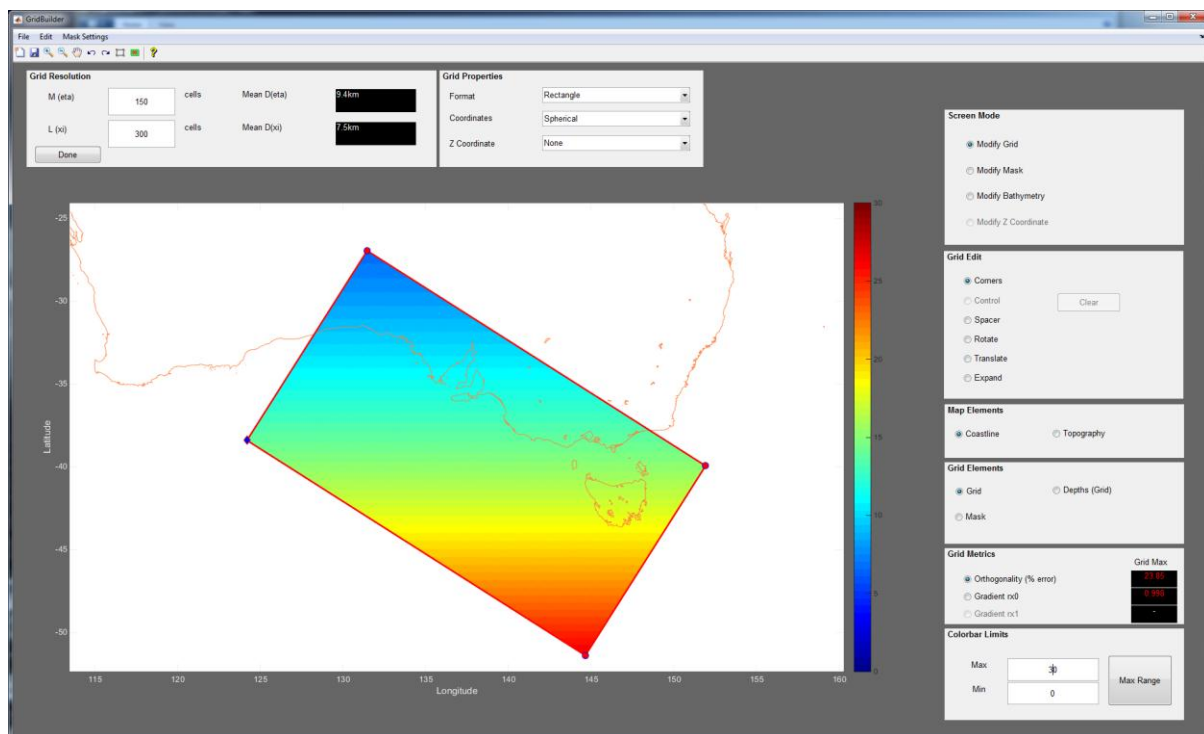 GridBuilder
File Edit Mask Settings
Grid Resolution
M (eta) 150 cells Mean D(eta) 9.4km
L (xi) 300 cells Mean D(xi) 7.5km
Done
Grid Properties
Format Rectangle
Coordinates Spherical
Z Coordinate None
Screen Mode
Modify Grid
Modify Mask
Modify Bathymetry
Modify Z Coordinate
Grid Edit
Corners
Control Clear
Spacer
Rotate
Translate
Expand
Map Elements
Coastline Topography
Grid Elements
Grid Depths (Grid)
Mask
Grid Metrics
Grid Max
Orthogonality (% error) 23.85
Gradient rx0 0.998
Gradient rx1 -
Colorbar Limits
Max 30
Min 0
Max Range
Latitude
-25
-30
-35
-40
-45
-50
115 120 125 130 135 140 145 150 155 160
Longitude
30
25
20
15
10
5
0